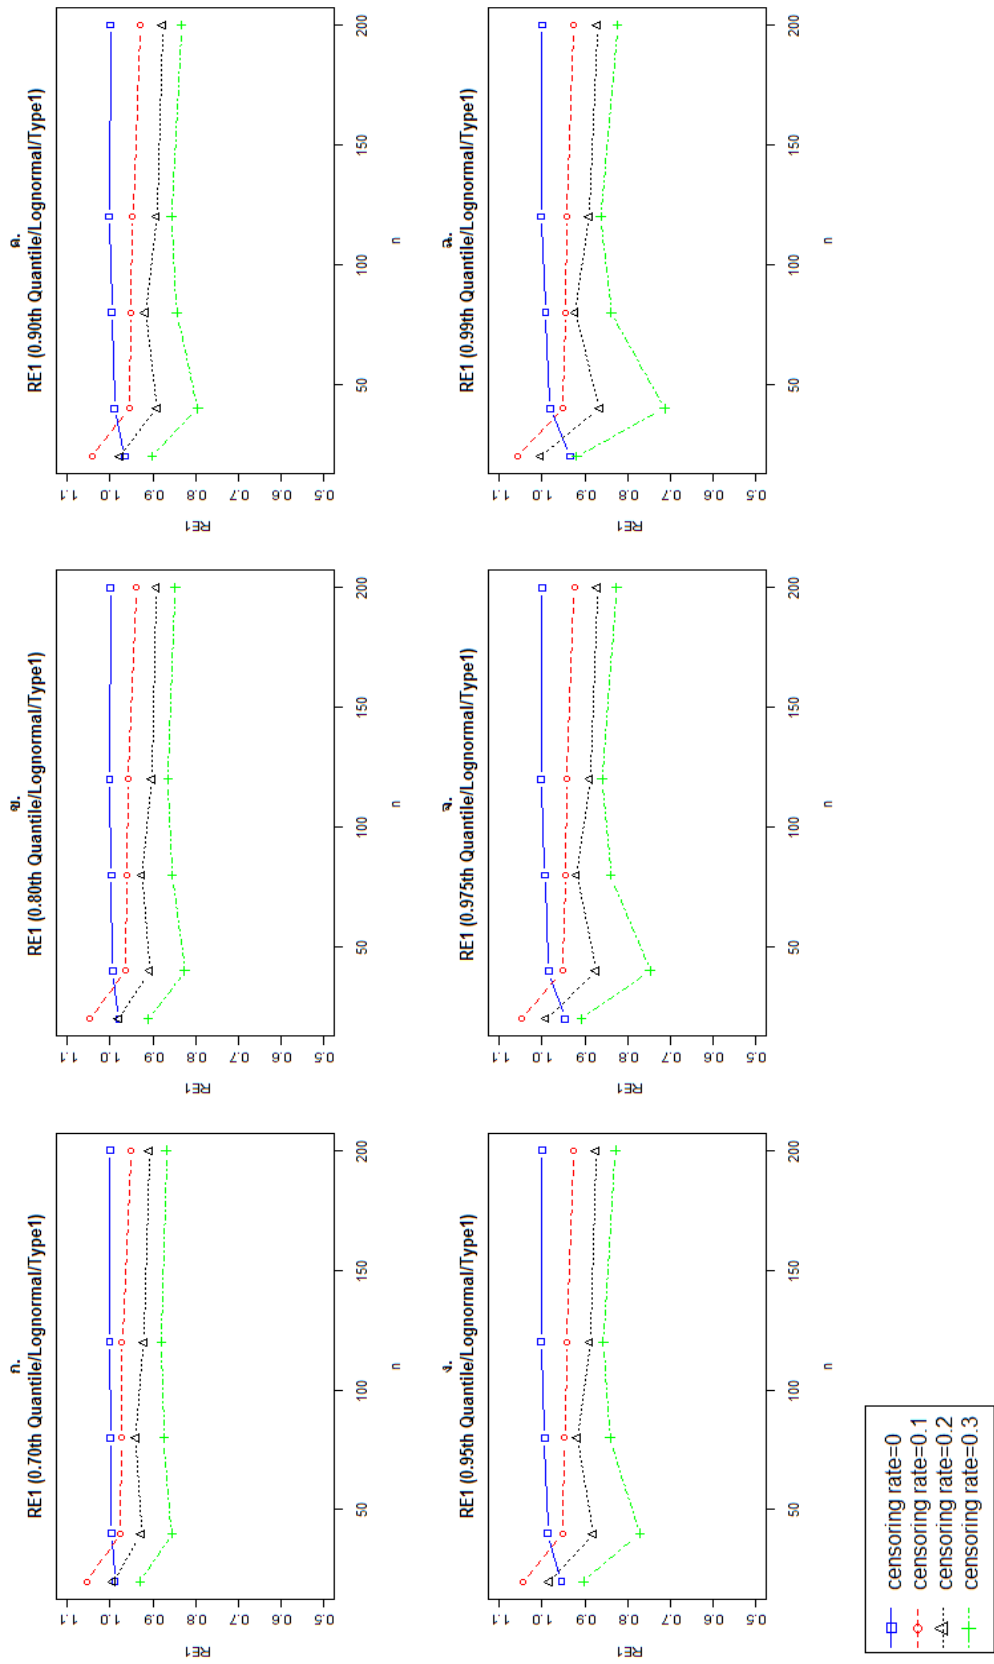 ก.
RE1 (0.70th Quantile/Lognormal/Type1)
RE1
1.1
1.0
0.9
0.8
0.7
0.6
0.5
50
100
150
200
n
ข.
RE1 (0.80th Quantile/Lognormal/Type1)
RE1
1.1
1.0
0.9
0.8
0.7
0.6
0.5
50
100
150
200
n
ค.
RE1 (0.90th Quantile/Lognormal/Type1)
RE1
1.1
1.0
0.9
0.8
0.7
0.6
0.5
50
100
150
200
n
ง.
RE1 (0.95th Quantile/Lognormal/Type1)
RE1
1.1
1.0
0.9
0.8
0.7
0.6
0.5
50
100
150
200
n
จ.
RE1 (0.975th Quantile/Lognormal/Type1)
RE1
1.1
1.0
0.9
0.8
0.7
0.6
0.5
50
100
150
200
n
ฉ.
RE1 (0.99th Quantile/Lognormal/Type1)
RE1
1.1
1.0
0.9
0.8
0.7
0.6
0.5
50
100
150
200
n
censoring rate=0
censoring rate=0.1
censoring rate=0.2
censoring rate=0.3